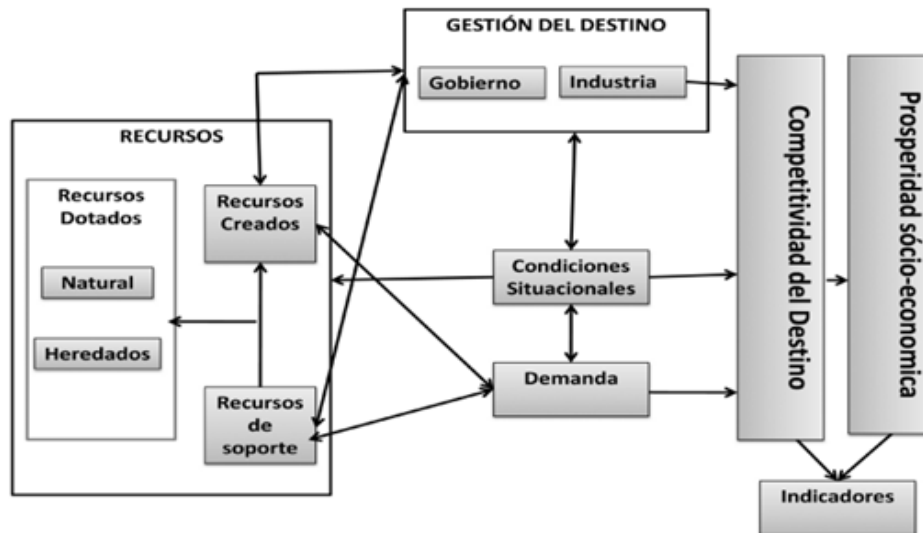 GESTIÓN DEL DESTINO
Gobierno
Industria
RECURSOS
Recursos
Dotados
Natural
Heredados
Recursos
Creados
Recursos
de
soporte
Condiciones
Situacionales
Demanda
Competitividad del Destino
Prosperidad sócio-economica
Indicadores